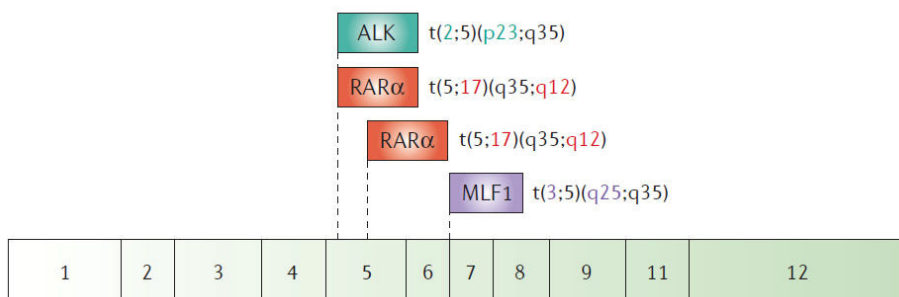 ALK t(2;5)(p23;q35)
RARα t(5;17)(q35;q12)
RARα t(5;17)(q35;q12)
MLF1 t(3;5)(q25;q35)
1 2 3 4 5 6 7 8 9 11 12